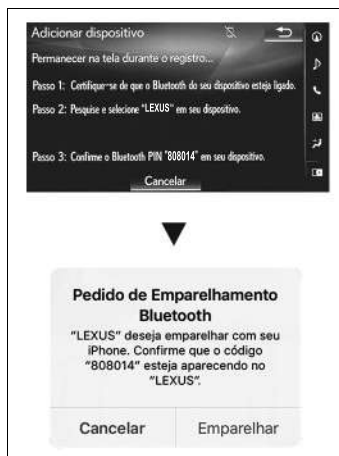 Adicionar dispositivo
Permanecer na tela durante o registro...
Passo 1: Certifique-se de que o Bluetooth do seu dispositivo esteja ligado.
Passo 2: Pesquise e selecione "LEXUS" em seu dispositivo.
Passo 3: Confirme o Bluetooth PIN "808014" em seu dispositivo.
Cancelar
Pedido de Emparelhamento
Bluetooth
"LEXUS" deseja emparelhar com seu
iPhone. Confirme que o código
"808014" esteja aparecendo no
"LEXUS".
Cancelar
Emparelhar